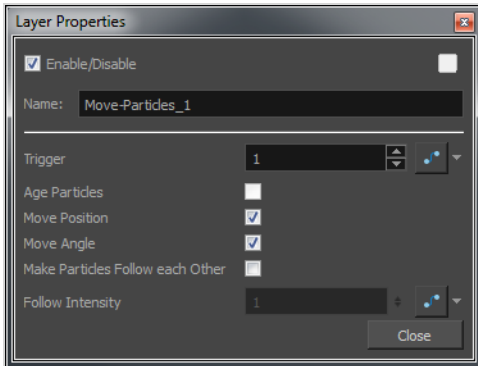 Layer Properties
Enable/Disable
Name: Move-Particles_1
Trigger 1
Age Particles
Move Position
Move Angle
Make Particles Follow each Other
Follow Intensity 1
Close